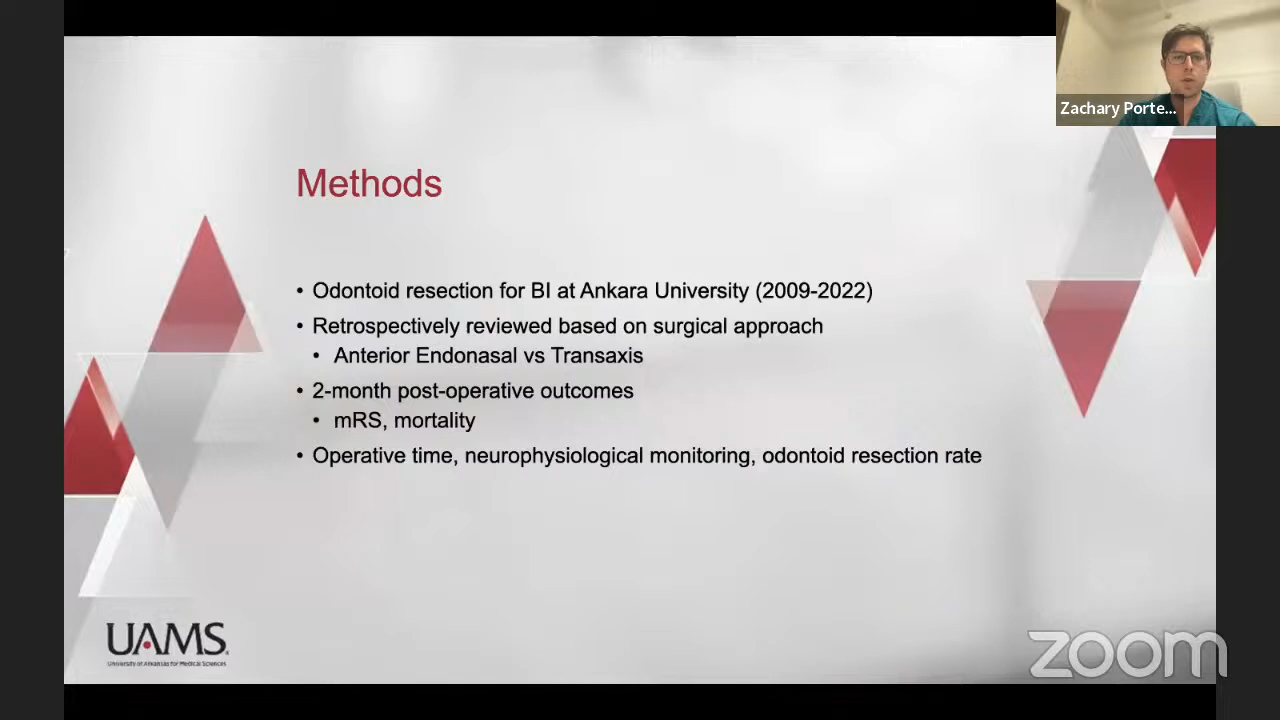 Zachary Porte...
Methods
• Odontoid resection for BI at Ankara University (2009-2022)
• Retrospectively reviewed based on surgical approach
• Anterior Endonasal vs Transaxis
• 2-month post-operative outcomes
• mRS, mortality
• Operative time, neurophysiological monitoring, odontoid resection rate
UAMS
University of Arkansas for Medical Sciences
zoom